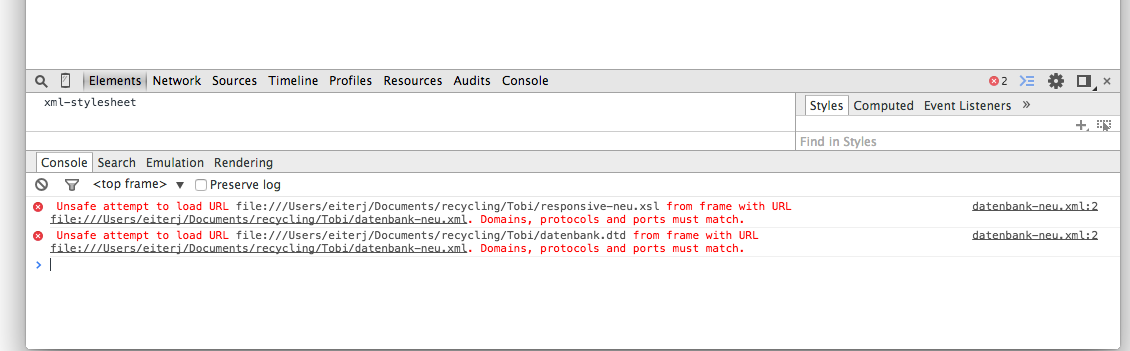 Elements Network Sources Timeline Profiles Resources Audits Console 2 ×
xml-stylesheet
Styles Computed Event Listeners »
+
Find in Styles
Console Search Emulation Rendering
<top frame> ▼ Preserve log
Unsafe attempt to load URL file:///Users/eiterj/Documents/recycling/Tobi/responsive-neu.xsl from frame with URL datenbank-neu.xml:2
file:///Users/eiterj/Documents/recycling/Tobi/datenbank-neu.xml. Domains, protocols and ports must match.
Unsafe attempt to load URL file:///Users/eiterj/Documents/recycling/Tobi/datenbank.dtd from frame with URL datenbank-neu.xml:2
file:///Users/eiterj/Documents/recycling/Tobi/datenbank-neu.xml. Domains, protocols and ports must match.
>